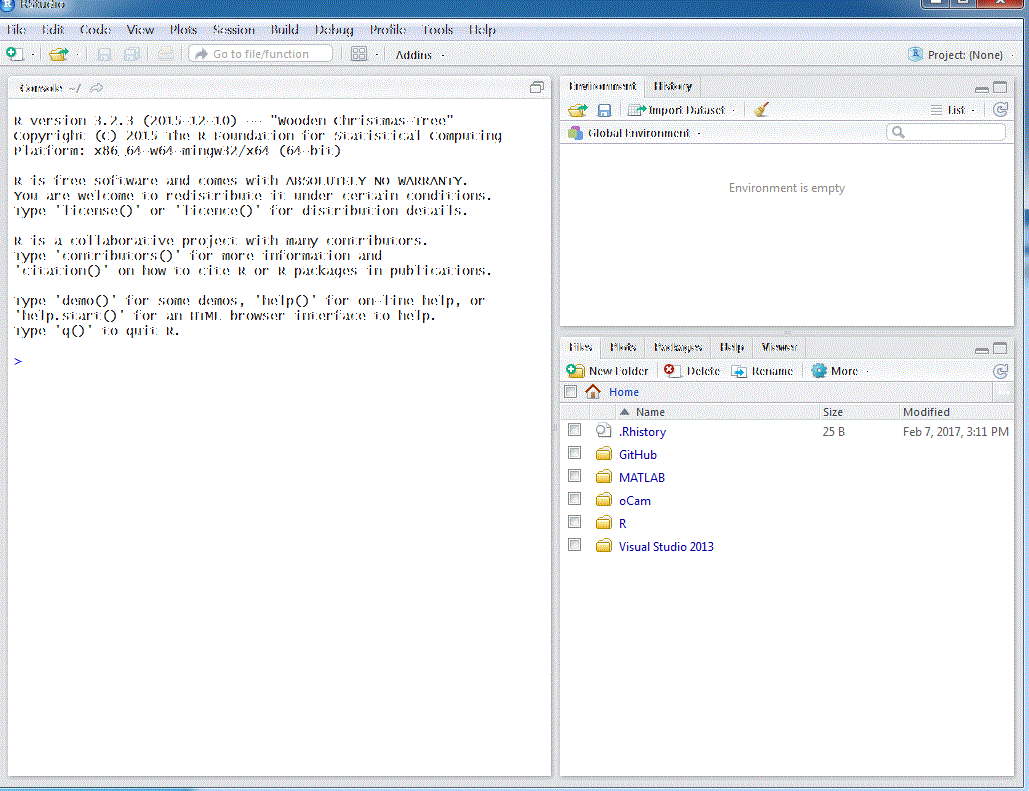 RStudio
File Edit Code View Plots Session Build Debug Profile Tools Help
Go to file/function Addins Project: (None)
Console ~/
R version 3.2.3 (2015-12-10) -- "Wooden Christmas-Tree"
Copyright (C) 2015 The R Foundation for Statistical Computing
Platform: x86_64-w64-mingw32/x64 (64-bit)
R is free software and comes with ABSOLUTELY NO WARRANTY.
You are welcome to redistribute it under certain conditions.
Type 'license()' or 'licence()' for distribution details.
R is a collaborative project with many contributors.
Type 'contributors()' for more information and
'citation()' on how to cite R or R packages in publications.
Type 'demo()' for some demos, 'help()' for on-line help, or
'help.start()' for an HTML browser interface to help.
Type 'q()' to quit R.
>
Environment History
Import Dataset List
Global Environment
Environment is empty
Files Plots Packages Help Viewer
New Folder Delete Rename More
Home
Name Size Modified
.Rhistory 25 B Feb 7, 2017, 3:11 PM
GitHub
MATLAB
oCam
R
Visual Studio 2013